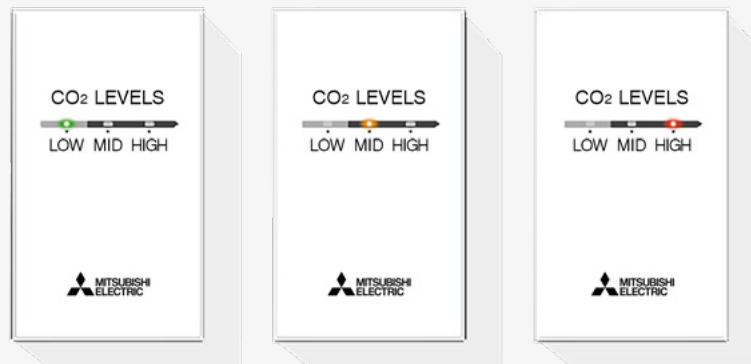 CO2 LEVELS
LOW MID HIGH
MITSUBISHI
ELECTRIC
CO2 LEVELS
LOW MID HIGH
MITSUBISHI
ELECTRIC
CO2 LEVELS
LOW MID HIGH
MITSUBISHI
ELECTRIC